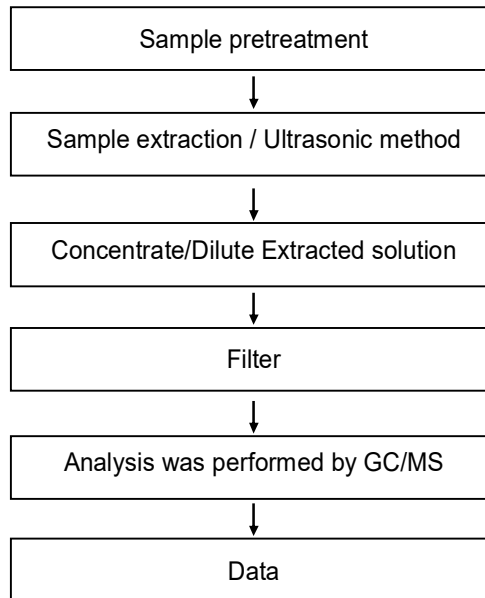 Sample pretreatment
Sample extraction / Ultrasonic method
Concentrate/Dilute Extracted solution
Filter
Analysis was performed by GC/MS
Data